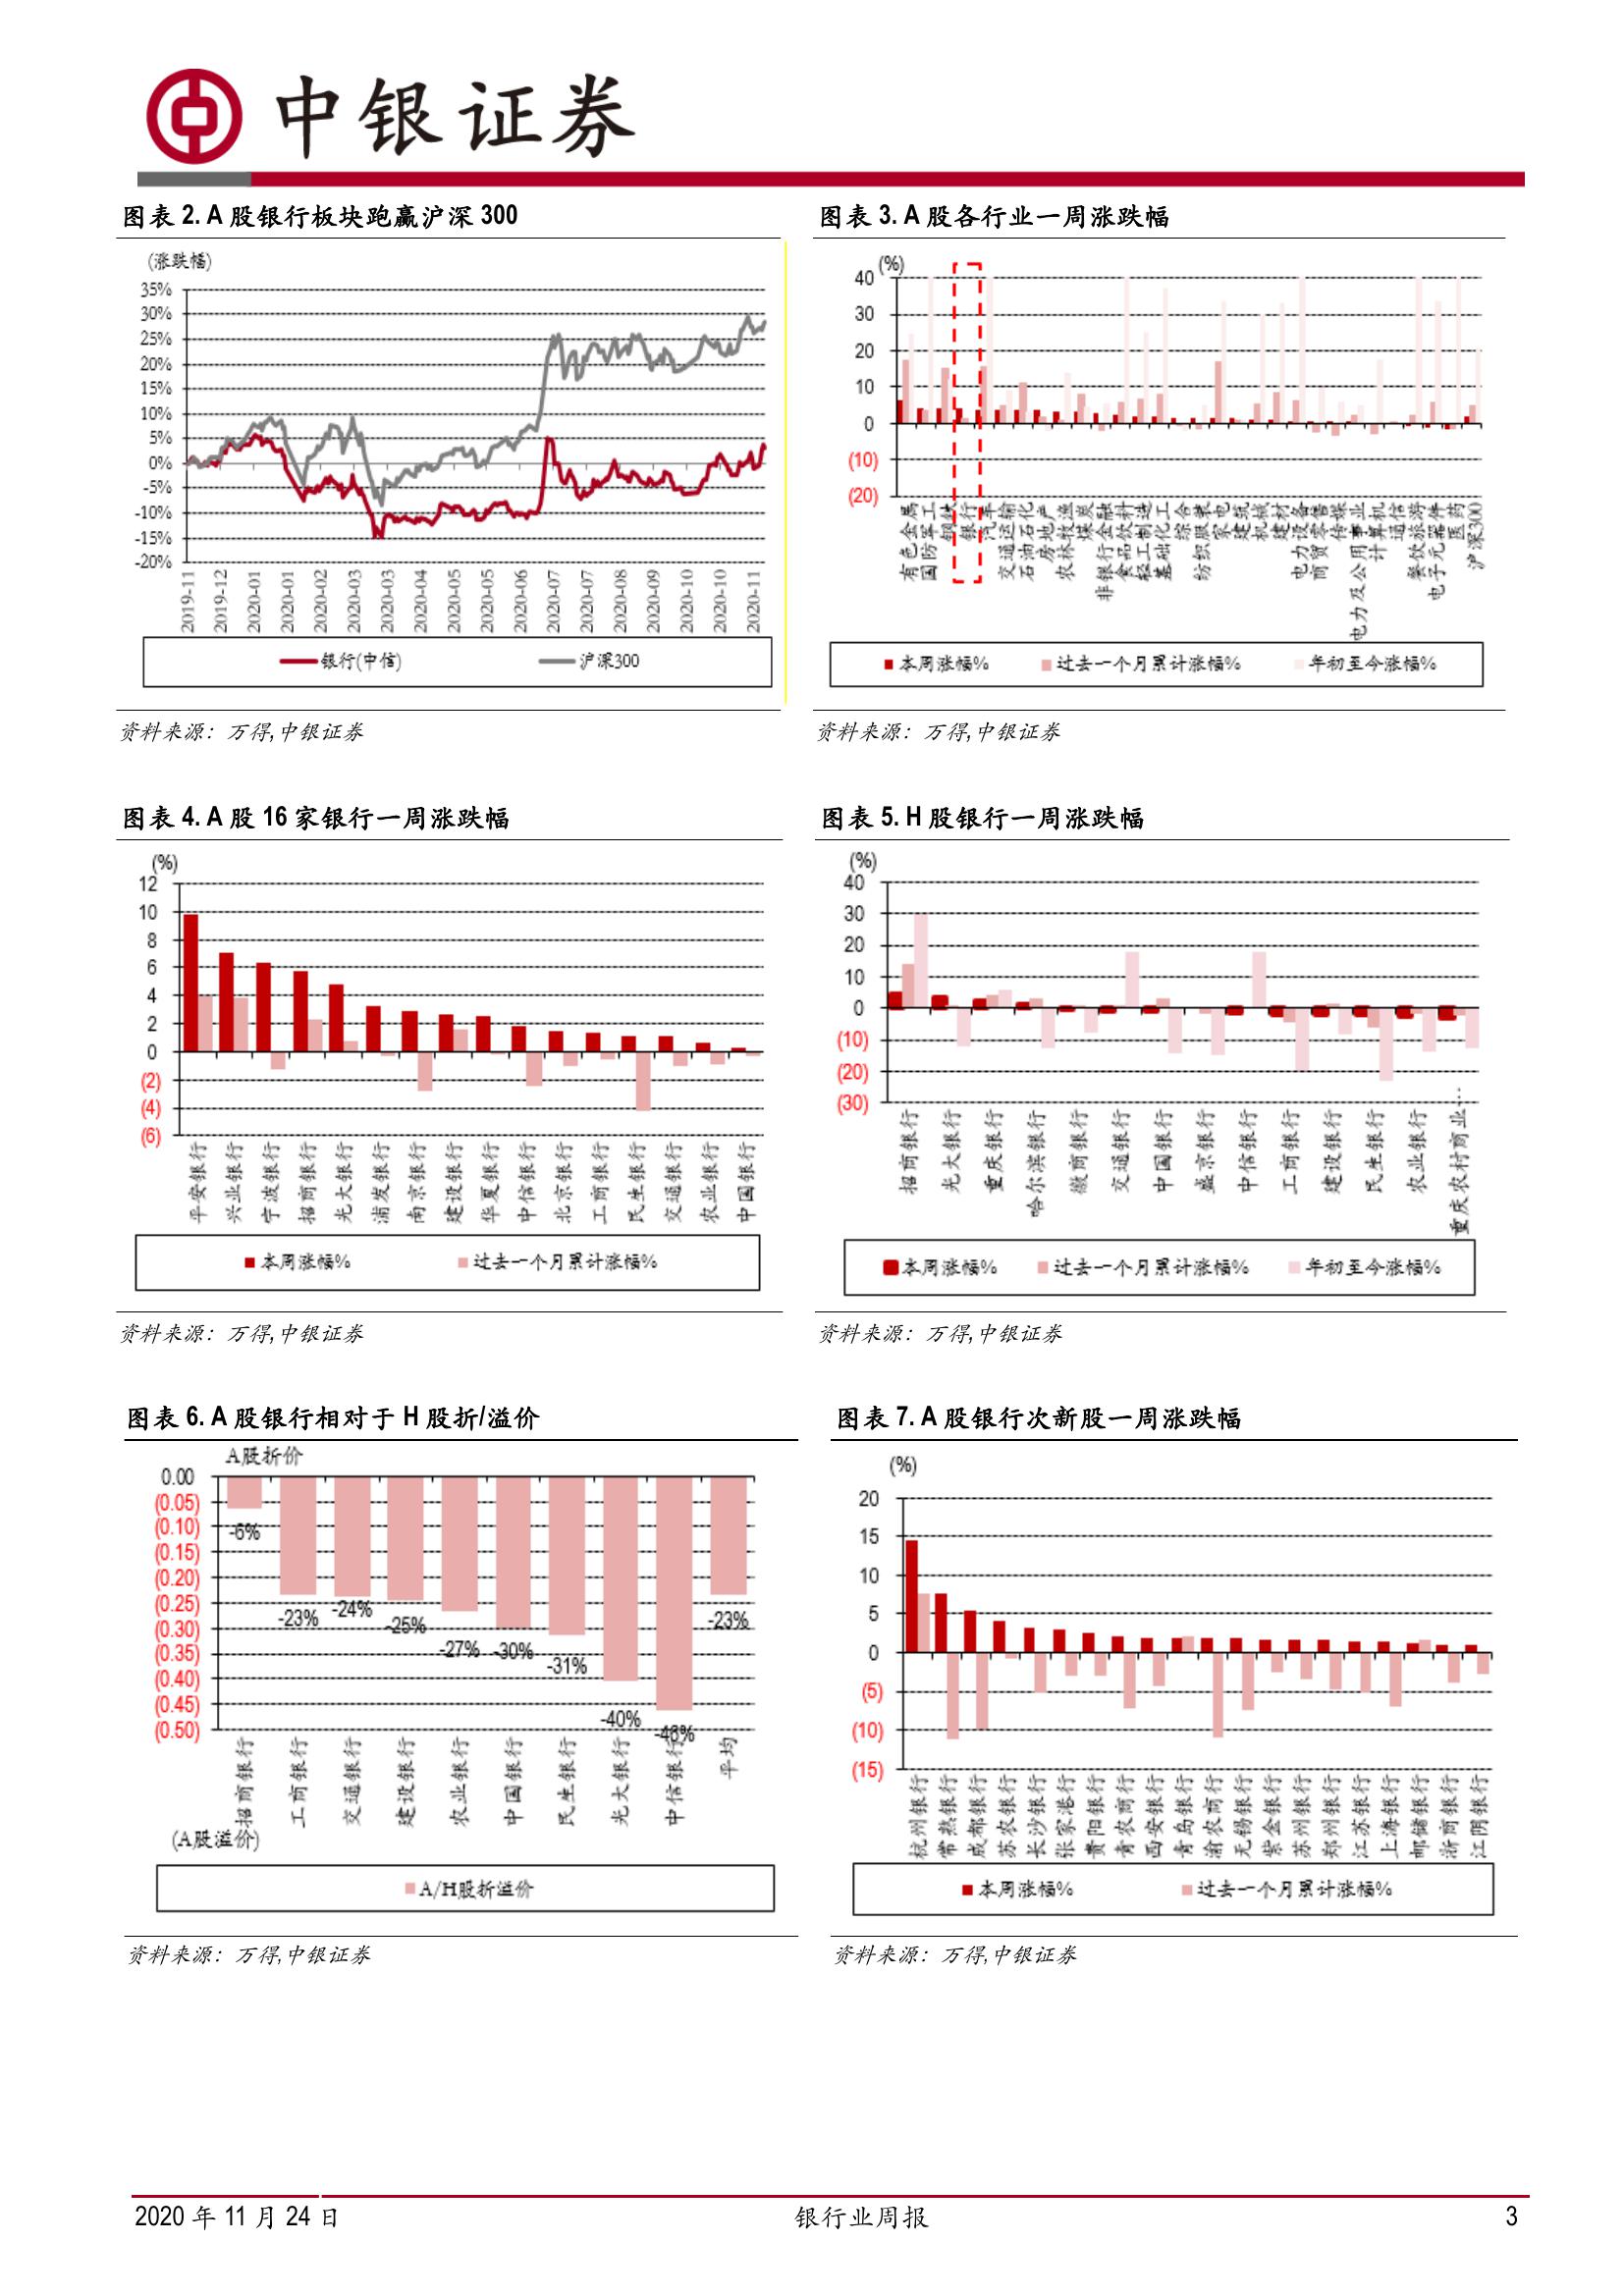 中银证券
图表 2. A 股银行板块跑赢沪深 300
(涨跌幅)
35%
30%
25%
20%
15%
10%
5%
0%
-5%
-10%
-15%
-20%
2019-11
2019-12
2020-01
2020-01
2020-02
2020-03
2020-03
2020-04
2020-05
2020-05
2020-06
2020-07
2020-07
2020-08
2020-09
2020-10
2020-10
2020-11
银行(中信)
沪深300
资料来源：万得,中银证券
图表 3. A 股各行业一周涨跌幅
(%)
40
30
20
10
0
(10)
(20)
有色金属
国防军工
钢铁
银行
汽车
交通运输
石油石化
房地产
农林牧渔
煤炭
非银行金融
食品饮料
轻工制造
基础化工
综合
纺织服装
家电
建筑
机械
建材
电力设备
商贸零售
传媒
电力及公用事业
计算机
通信
餐饮旅游
电子元器件
医药
沪深300
本周涨幅%
过去一个月累计涨幅%
年初至今涨幅%
资料来源：万得,中银证券
图表 4. A 股 16 家银行一周涨跌幅
(%)
12
10
8
6
4
2
0
(2)
(4)
(6)
平安银行
兴业银行
宁波银行
招商银行
光大银行
浦发银行
南京银行
建设银行
华夏银行
中信银行
北京银行
工商银行
民生银行
交通银行
农业银行
中国银行
本周涨幅%
过去一个月累计涨幅%
资料来源：万得,中银证券
图表 5. H 股银行一周涨跌幅
(%)
40
30
20
10
0
(10)
(20)
(30)
招商银行
光大银行
重庆银行
哈尔滨银行
徽商银行
交通银行
中国银行
盛京银行
中信银行
工商银行
建设银行
民生银行
农业银行
重庆农村商业…
本周涨幅%
过去一个月累计涨幅%
年初至今涨幅%
资料来源：万得,中银证券
图表 6. A 股银行相对于 H 股折/溢价
A股折价
0.00
(0.05)
(0.10)
(0.15)
(0.20)
(0.25)
(0.30)
(0.35)
(0.40)
(0.45)
(0.50)
-6%
-23%
-24%
-25%
-27%
-30%
-31%
-40%
-46%
-23%
招商银行
工商银行
交通银行
建设银行
农业银行
中国银行
民生银行
光大银行
中信银行
平均
(A股溢价)
A/H股折溢价
资料来源：万得,中银证券
图表 7. A 股银行次新股一周涨跌幅
(%)
20
15
10
5
0
(5)
(10)
(15)
杭州银行
常熟银行
成都银行
苏农银行
长沙银行
张家港行
贵阳银行
青农商行
西安银行
青岛银行
渝农商行
无锡银行
紫金银行
苏州银行
郑州银行
江苏银行
上海银行
邮储银行
浙商银行
江阴银行
本周涨幅%
过去一个月累计涨幅%
资料来源：万得,中银证券
2020 年 11 月 24 日
银行业周报
3